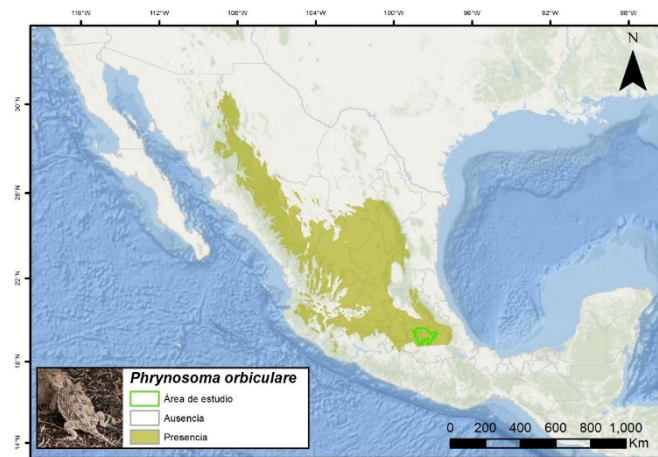 116°W 112°W 108°W 104°W 100°W 96°W 92°W 88°W
N
30°N
26°N
22°N
18°N
14°N
Phrynosoma orbiculare
Área de estudio
Ausencia
Presencia
0 200 400 600 800 1,000
Km